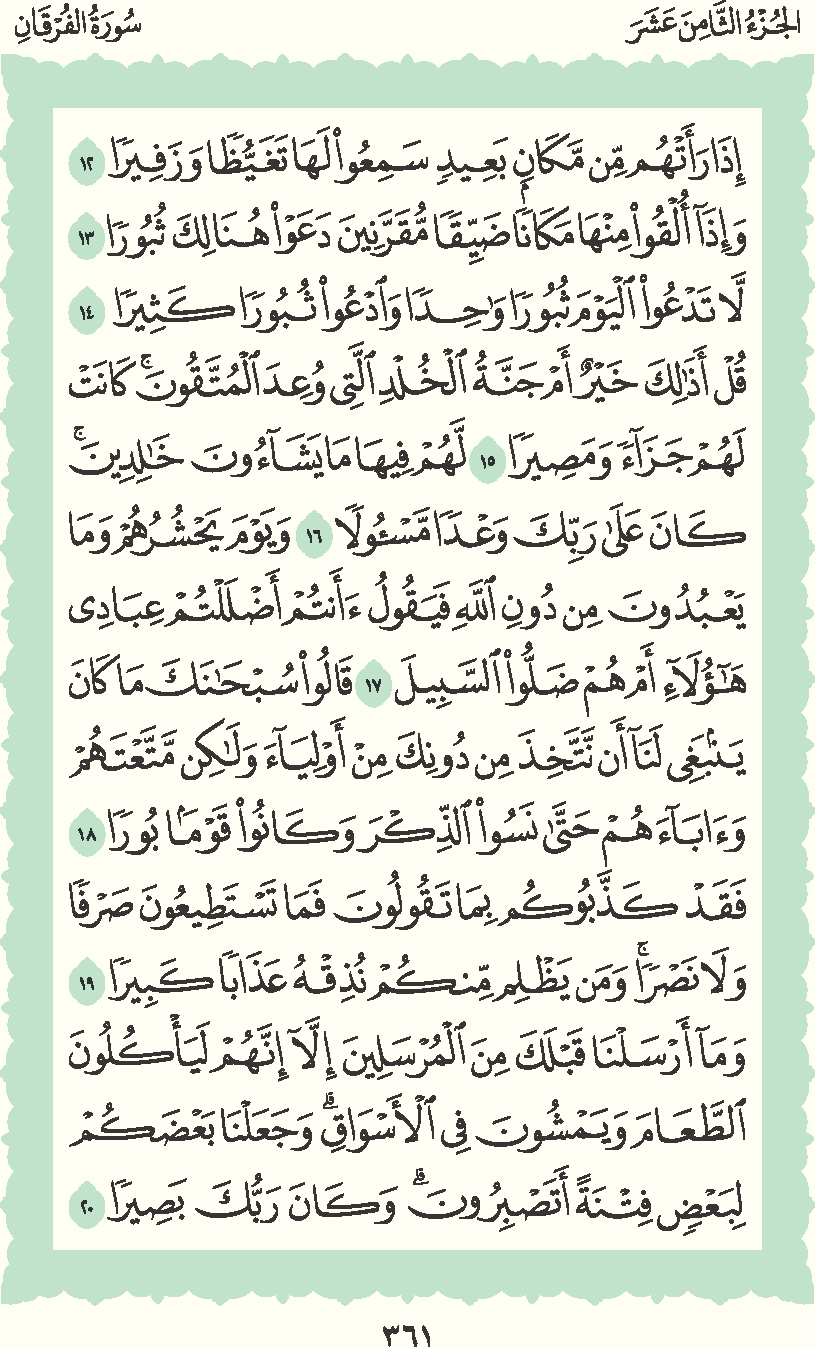 الجُزْءُ الثَّامِنَ عَشَرَ
سُورَةُ الفُرْقَانِ
إِذَا رَأَتْهُم مِّن مَّكَانِۭ بَعِيدٖ سَمِعُواْ لَهَا تَغَيُّظٗا وَزَفِيرٗا ١٢
وَإِذَآ أُلۡقُواْ مِنۡهَا مَكَانٗا ضَيِّقٗا مُّقَرَّنِينَ دَعَوۡاْ هُنَالِكَ ثُبُورٗا ١٣
لَّا تَدۡعُواْ ٱلۡيَوۡمَ ثُبُورٗا وَٰحِدٗا وَٱدۡعُواْ ثُبُورٗا كَثِيرٗا ١٤
قُلۡ أَذَٰلِكَ خَيۡرٌ أَمۡ جَنَّةُ ٱلۡخُلۡدِ ٱلَّتِي وُعِدَ ٱلۡمُتَّقُونَۚ كَانَتۡ
لَهُمۡ جَزَآءٗ وَمَصِيرٗا ١٥ لَّهُمۡ فِيهَا مَا يَشَآءُونَ خَٰلِدِينَۚ
كَانَ عَلَىٰ رَبِّكَ وَعۡدٗا مَّسۡـُٔولٗا ١٦ وَيَوۡمَ يَحۡشُرُهُمۡ وَمَا
يَعۡبُدُونَ مِن دُونِ ٱللَّهِ فَيَقُولُ ءَأَنتُمۡ أَضۡلَلۡتُمۡ عِبَادِي
هَٰٓؤُلَآءِ أَمۡ هُمۡ ضَلُّواْ ٱلسَّبِيلَ ١٧ قَالُواْ سُبۡحَٰنَكَ مَا كَانَ
يَنۢبَغِي لَنَآ أَن نَّتَّخِذَ مِن دُونِكَ مِنۡ أَوۡلِيَآءَ وَلَٰكِن مَّتَّعۡتَهُمۡ
وَءَابَآءَهُمۡ حَتَّىٰ نَسُواْ ٱلذِّكۡرَ وَكَانُواْ قَوۡمَۢا بُورٗا ١٨
فَقَدۡ كَذَّبُوكُم بِمَا تَقُولُونَ فَمَا تَسۡتَطِيعُونَ صَرۡفٗا
وَلَا نَصۡرٗاۚ وَمَن يَظۡلِم مِّنكُمۡ نُذِقۡهُ عَذَابٗا كَبِيرٗا ١٩
وَمَآ أَرۡسَلۡنَا قَبۡلَكَ مِنَ ٱلۡمُرۡسَلِينَ إِلَّآ إِنَّهُمۡ لَيَأۡكُلُونَ
ٱلطَّعَامَ وَيَمۡشُونَ فِي ٱلۡأَسۡوَاقِۗ وَجَعَلۡنَا بَعۡضَكُمۡ
لِبَعۡضٖ فِتۡنَةً أَتَصۡبِرُونَۗ وَكَانَ رَبُّكَ بَصِيرٗا ٢٠
٣٦١